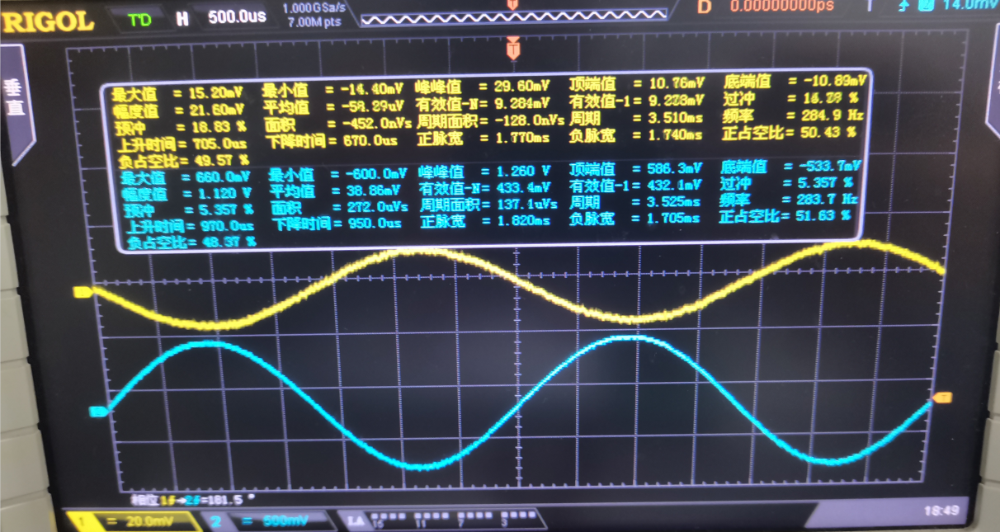 RIGOL T'D H 500.0us 1.000GSa/s 7.00M pts D 0.00000000ps T 2 14.0mV
垂直
T
最大值 = 15.20mV 最小值 = -14.40mV 峰峰值 = 29.60mV 顶端值 = 10.76mV 底端值 = -10.89mV
幅度值 = 21.60mV 平均值 = -58.29uV 有效值-N= 9.284mV 有效值-1= 9.228mV 过冲 %
预冲 = 18.83 % 面积 = -452.0nVs 周期面积= -128.0nVs 周期 = 3.510ms 频率 = 284.9 Hz
上升时间= 705.0us 下降时间= 670.0us 正脉宽 = 1.770ms 负脉宽 = 1.740ms 正占空比= 50.43 %
负占空比= 49.57 %
最大值 = 660.0mV 最小值 = -600.0mV 峰峰值 = 1.260 V 顶端值 = 586.3mV 底端值 = -533.7mV
幅度值 = 1.120 V 平均值 = 38.86mV 有效值-N= 433.4mV 有效值-1= 432.1mV 过冲 = 5.357 %
预冲 = 5.357 % 面积 = 272.0uVs 周期面积= 137.1uVs 周期 = 3.525ms 频率 = 283.7 Hz
上升时间= 970.0us 下降时间= 950.0us 正脉宽 = 1.820ms 负脉宽 = 1.705ms 正占空比= 51.63 %
负占空比= 48.37 %
相位1→2=181.5 °
1 = 20.0mV 2 = 500mV LA 15 11 7 3 18:49